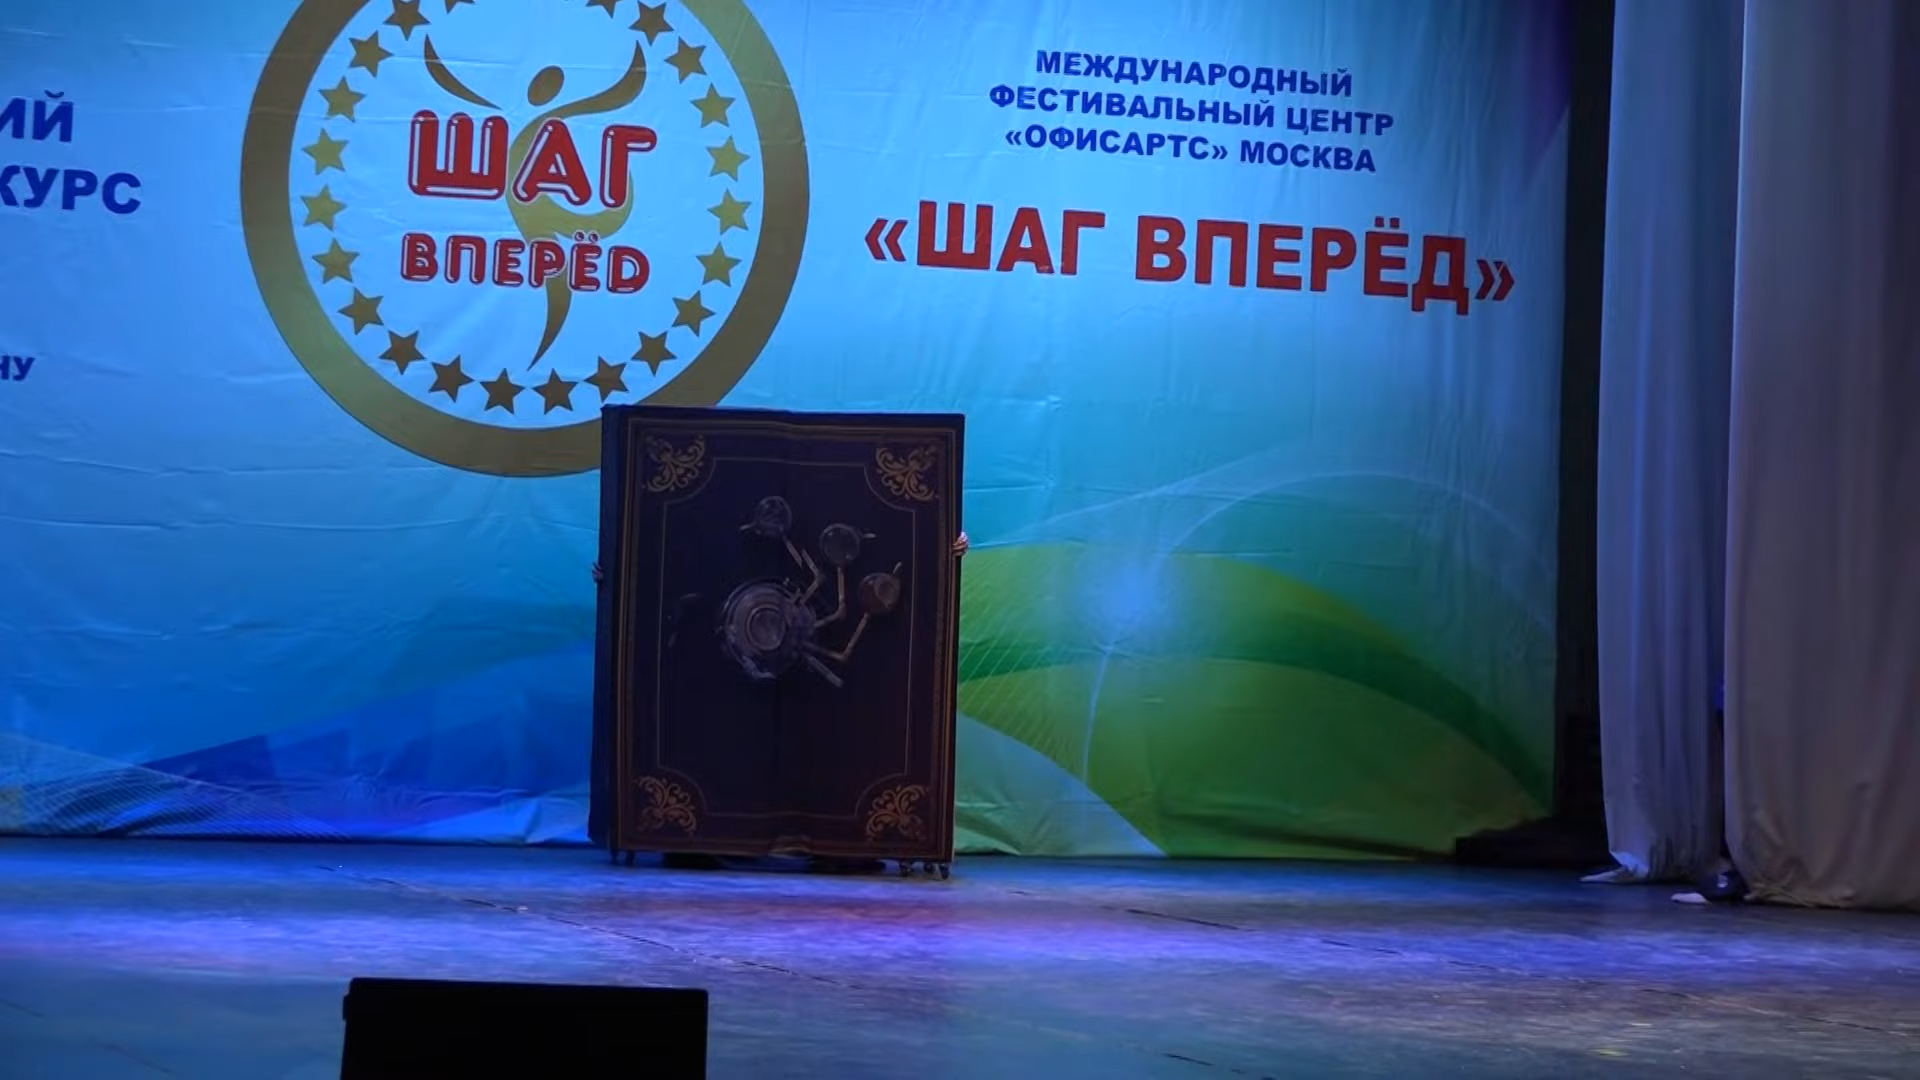 ИЙ
КУРС
НУ
ШАГ
ВПЕРЁD
МЕЖДУНАРОДНЫЙ
ФЕСТИВАЛЬНЫЙ ЦЕНТР
«ОФИСАРТС» МОСКВА
«ШАГ ВПЕРЁД»